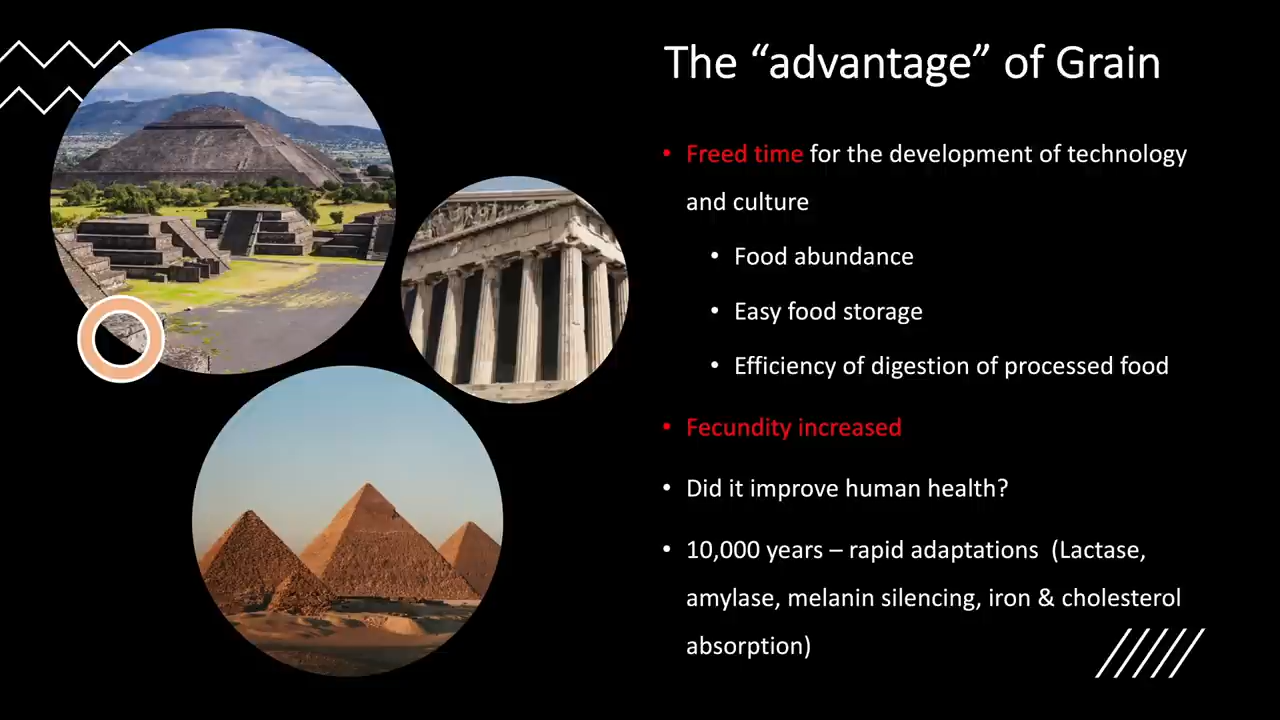 The “advantage” of Grain
• Freed time for the development of technology
and culture
• Food abundance
• Easy food storage
• Efficiency of digestion of processed food
• Fecundity increased
• Did it improve human health?
• 10,000 years – rapid adaptations  (Lactase,
amylase, melanin silencing, iron & cholesterol
absorption)